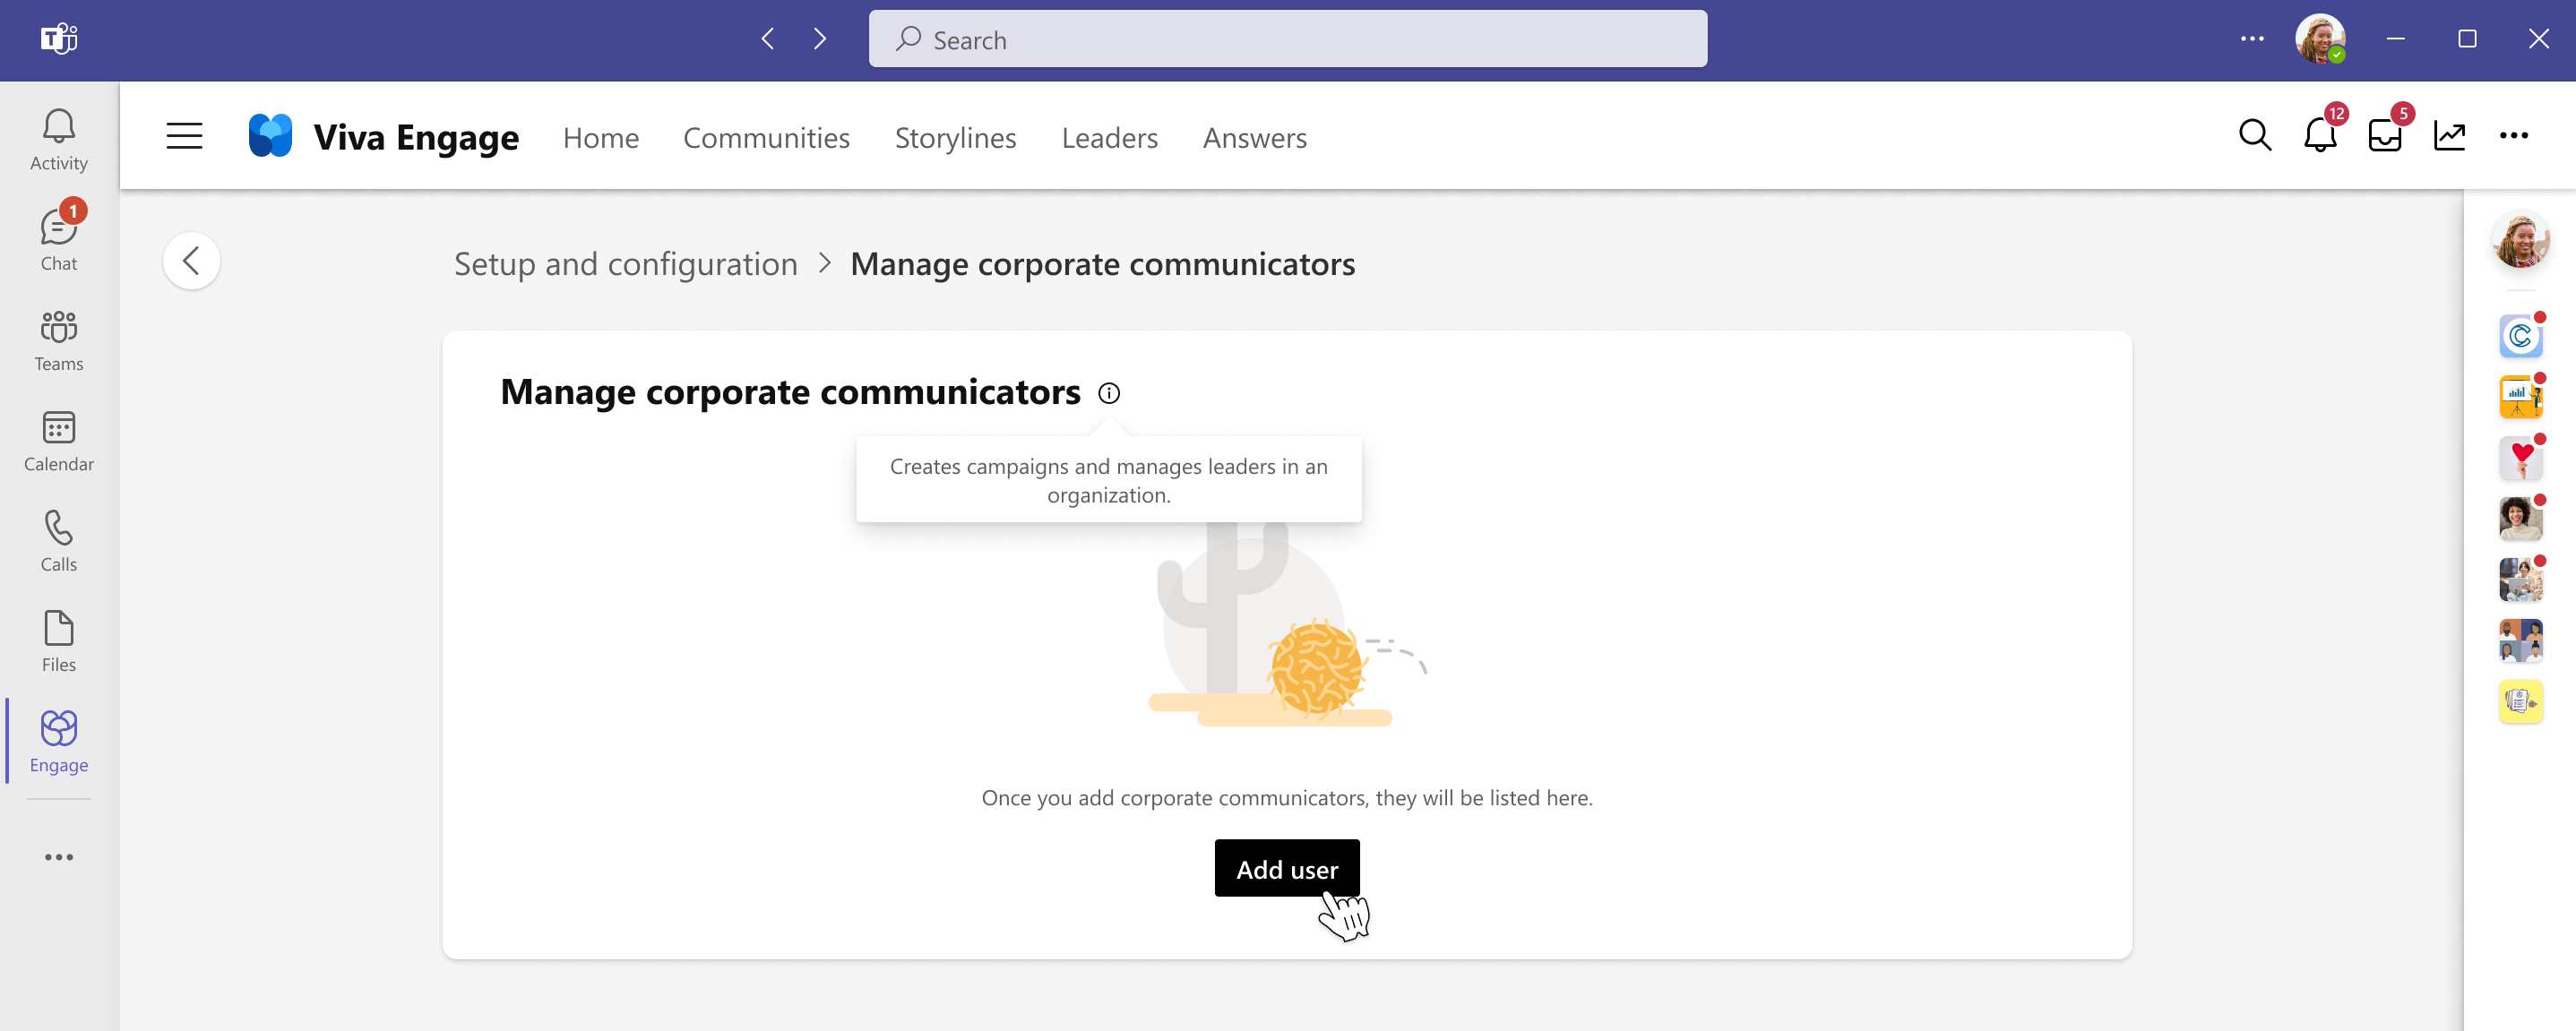 Search
Activity
1
Chat
Teams
Calendar
Calls
Files
Engage
Viva Engage
Home
Communities
Storylines
Leaders
Answers
12
5
Setup and configuration > Manage corporate communicators
Manage corporate communicators
Creates campaigns and manages leaders in an
organization.
Once you add corporate communicators, they will be listed here.
Add user